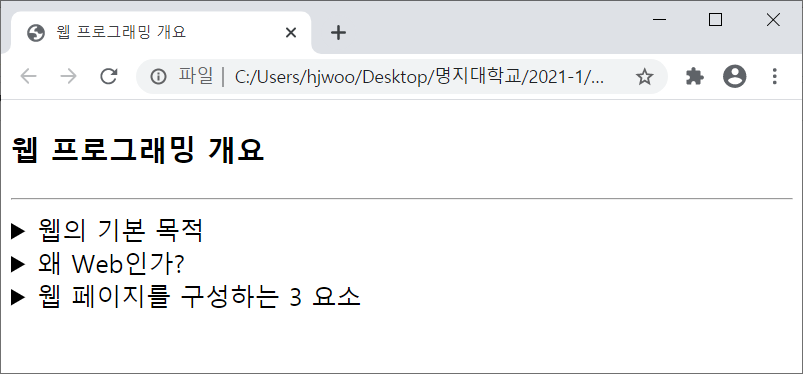 웹 프로그래밍 개요
파일 | C:/Users/hjwoo/Desktop/명지대학교/2021-1/...
웹 프로그래밍 개요
웹의 기본 목적
왜 Web인가?
웹 페이지를 구성하는 3 요소